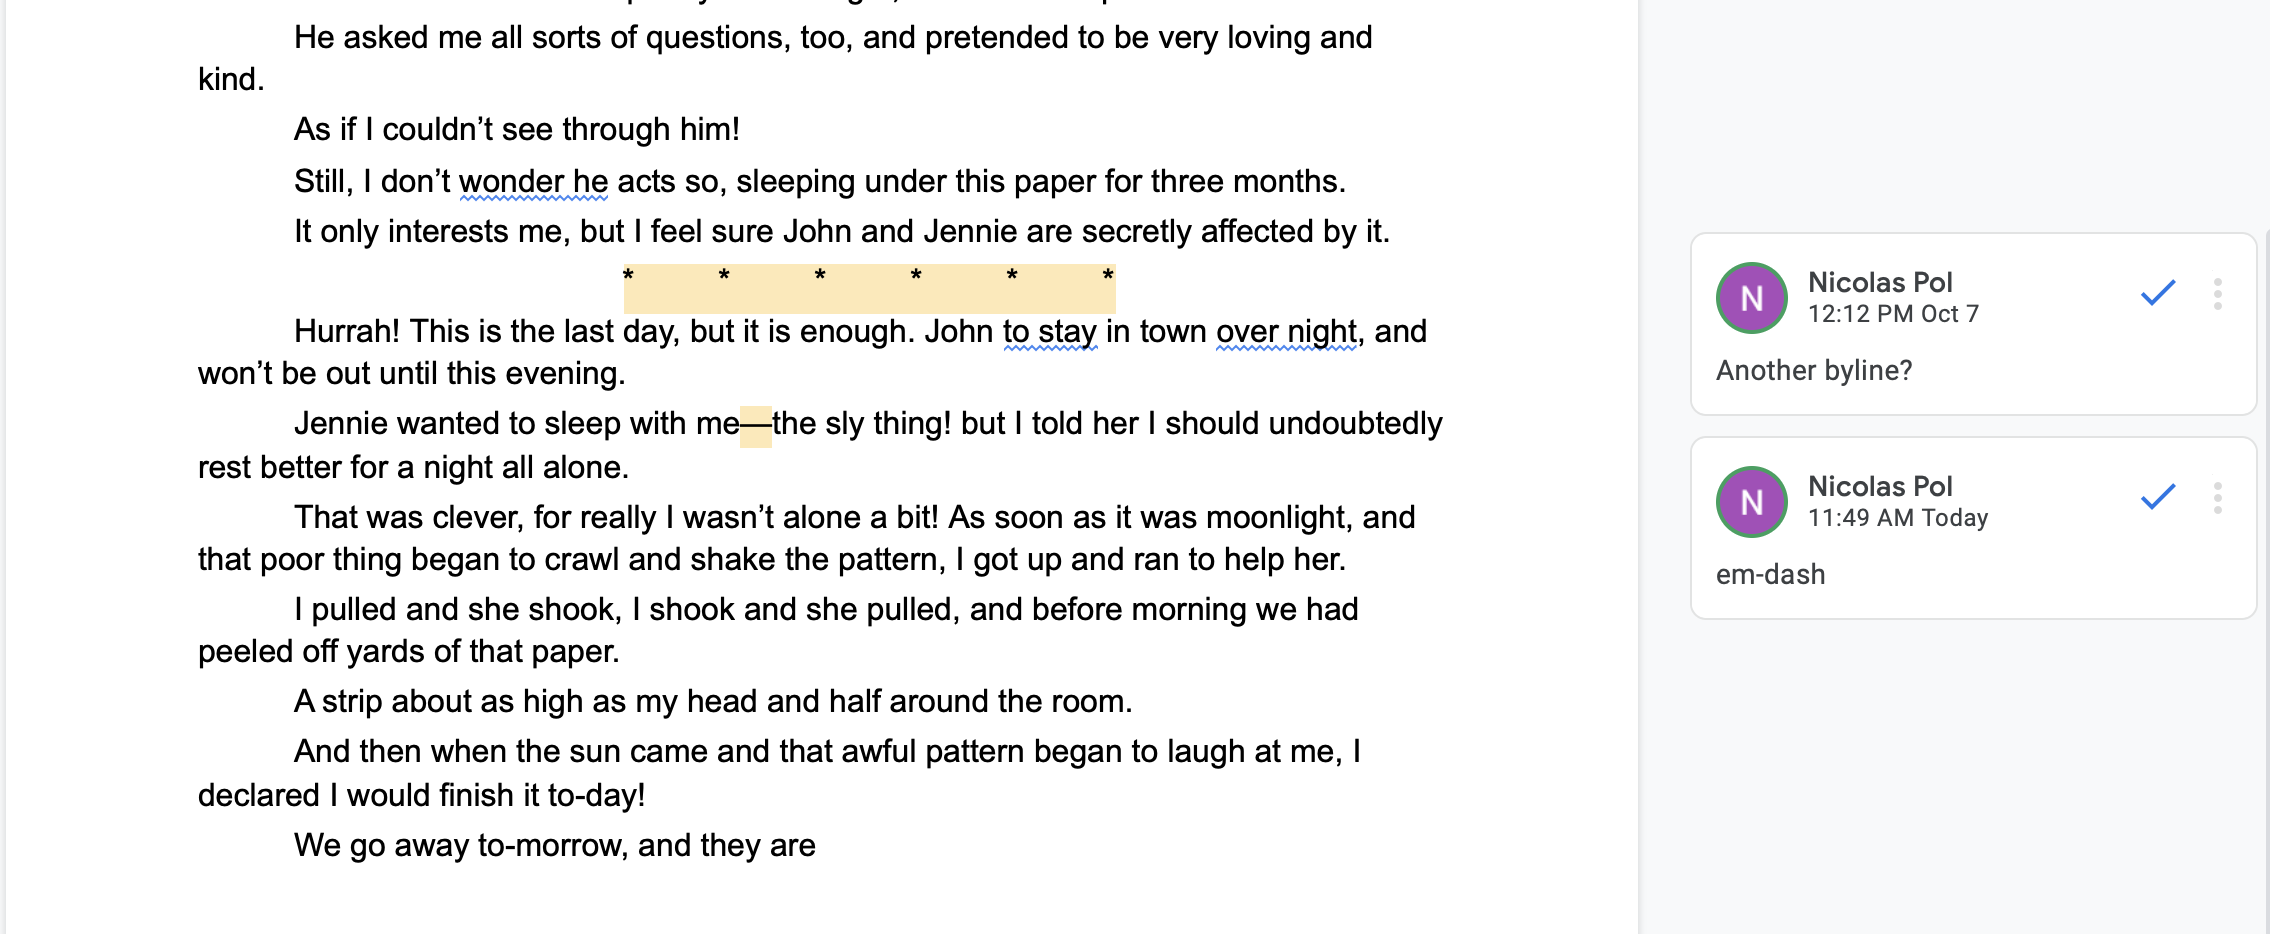 He asked me all sorts of questions, too, and pretended to be very loving and
kind.
As if I couldn’t see through him!
Still, I don’t wonder he acts so, sleeping under this paper for three months.
It only interests me, but I feel sure John and Jennie are secretly affected by it.
* * * * * *
Hurrah! This is the last day, but it is enough. John to stay in town over night, and
won’t be out until this evening.
Jennie wanted to sleep with me—the sly thing! but I told her I should undoubtedly
rest better for a night all alone.
That was clever, for really I wasn’t alone a bit! As soon as it was moonlight, and
that poor thing began to crawl and shake the pattern, I got up and ran to help her.
I pulled and she shook, I shook and she pulled, and before morning we had
peeled off yards of that paper.
A strip about as high as my head and half around the room.
And then when the sun came and that awful pattern began to laugh at me, I
declared I would finish it to-day!
We go away to-morrow, and they are
N
Nicolas Pol
12:12 PM Oct 7
Another byline?
N
Nicolas Pol
11:49 AM Today
em-dash